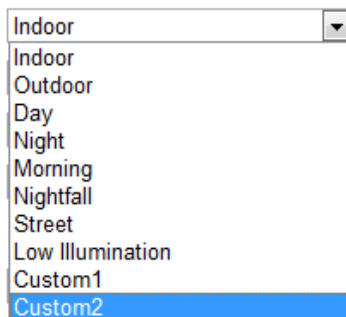 Indoor
Indoor
Outdoor
Day
Night
Morning
Nightfall
Street
Low Illumination
Custom1
Custom2